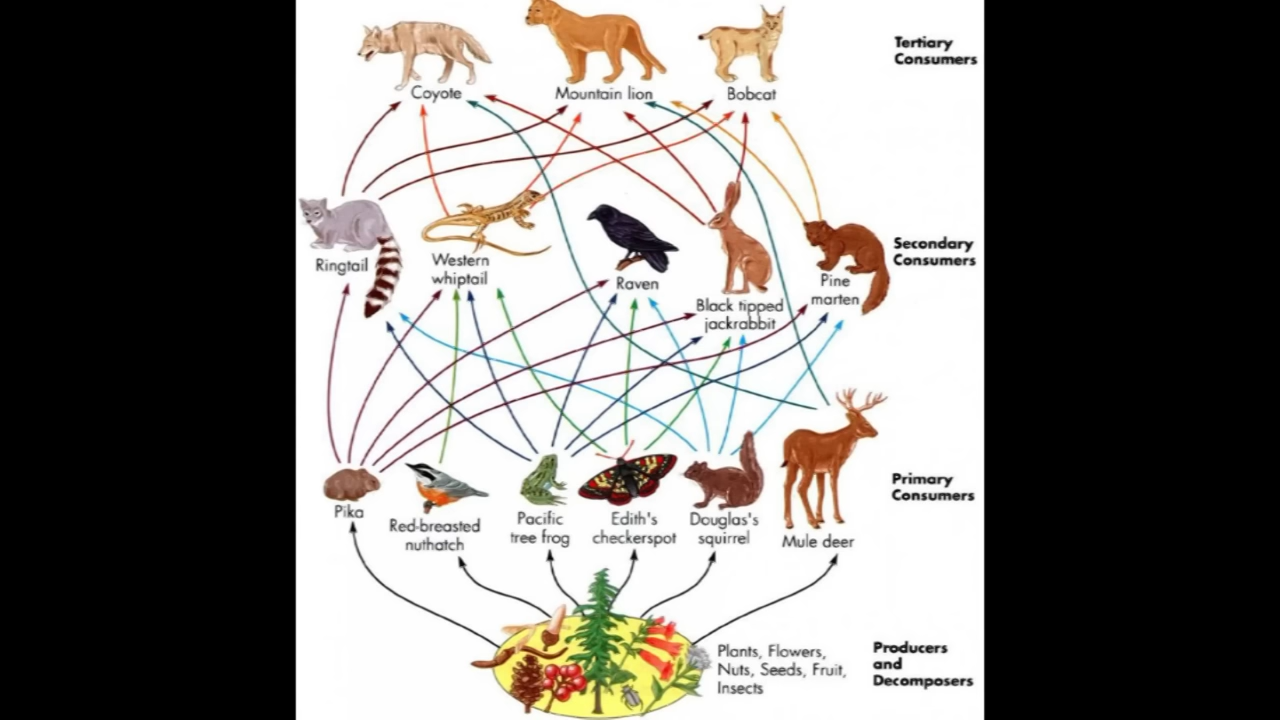 Tertiary
Consumers
Coyote
Mountain lion
Bobcat
Secondary
Consumers
Ringtail
Western
whiptail
Raven
Black tipped
jackrabbit
Pine
marten
Primary
Consumers
Pika
Red-breasted
nuthatch
Pacific
tree frog
Edith's
checkerspot
Douglas's
squirrel
Mule deer
Plants, Flowers,
Nuts, Seeds, Fruit,
Insects
Producers
and
Decomposers